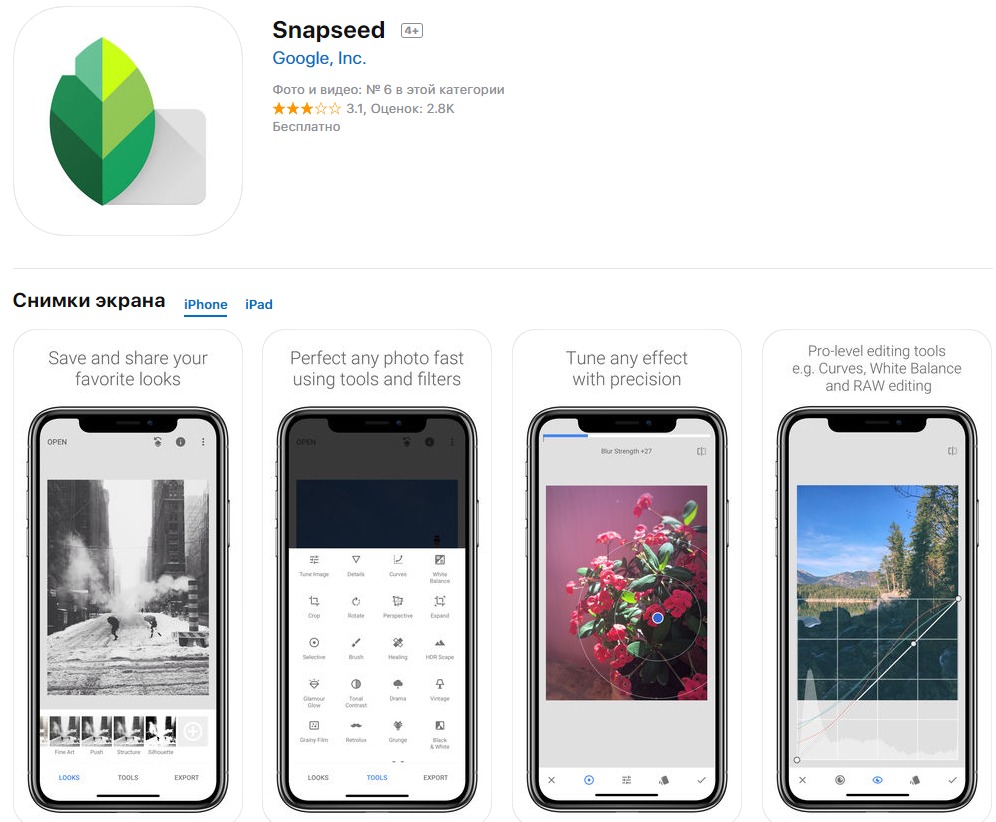 Snapseed 4+
Google, Inc.
Фото и видео: № 6 в этой категории
3.1, Оценок: 2.8K
Бесплатно
Снимки экрана iPhone iPad
Save and share your
favorite looks
OPEN
Fine Art Push Structure Silhouette
LOOKS TOOLS EXPORT
Perfect any photo fast
using tools and filters
OPEN
Tune Image Details Curves White
Balance
Crop Rotate Perspective Expand
Selective Brush Healing HDR Scape
Glamour
Glow Tonal
Contrast Drama Vintage
Grainy Film Retrolux Grunge Black
& White
LOOKS TOOLS EXPORT
Tune any effect
with precision
Blur Strength +27
Pro-level editing tools
e.g. Curves, White Balance
and RAW editing